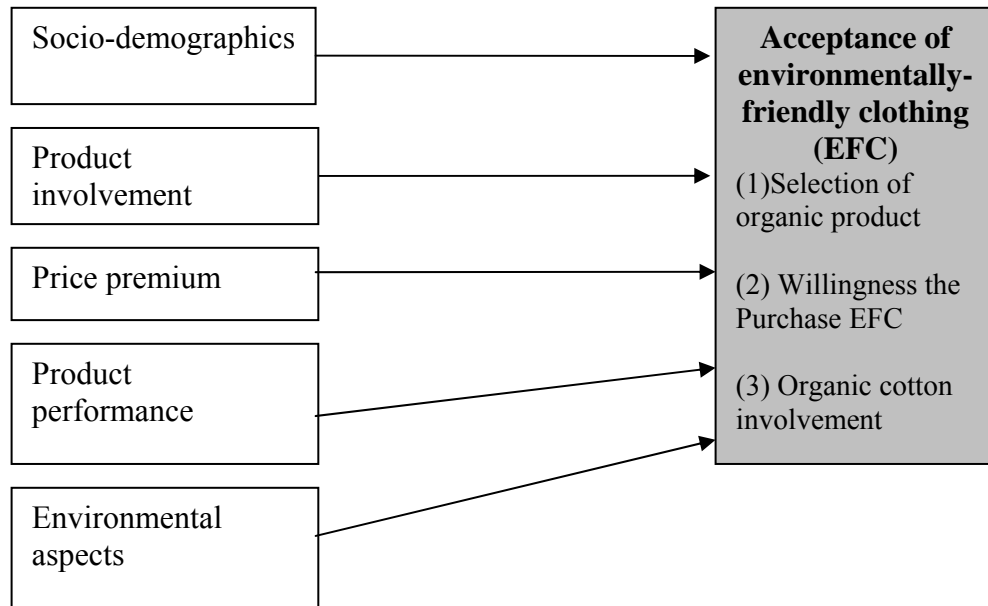 Socio-demographics
Product
involvement
Price premium
Product
performance
Environmental
aspects
Acceptance of
environmentally-
friendly clothing
(EFC)
(1)Selection of
organic product
(2) Willingness the
Purchase EFC
(3) Organic cotton
involvement